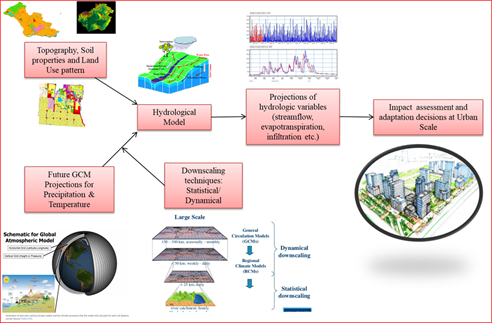 Topography, Soil
properties and Land
Use pattern
Hydrological
Model
Projections of
hydrologic variables
(streamflow,
evapotranspiration,
infiltration etc.)
Impact assessment and
adaptation decisions at Urban
Scale
Future GCM
Projections for
Precipitation &
Temperature
Downscaling
techniques:
Statistical/
Dynamical
Schematic for Global
Atmospheric Model
Large Scale
General
Circulation Models
(GCMs)
Regional
Climate Models
(RCMs)
Dynamical
downscaling
Statistical
downscaling